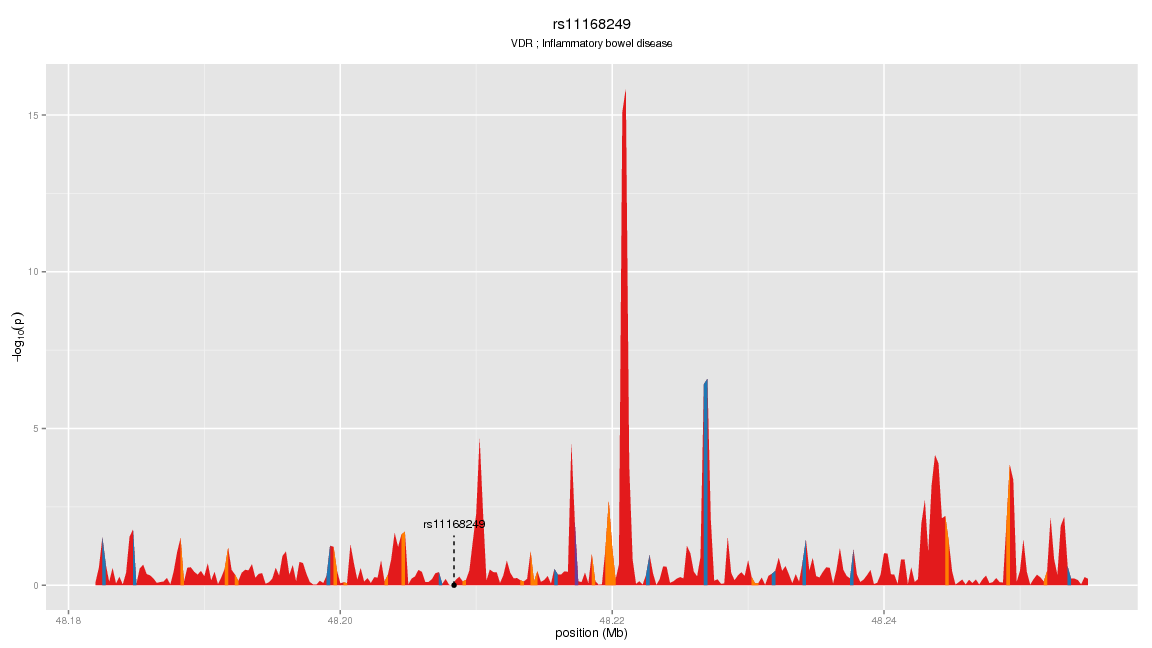 rs11168249
VDR ; Inflammatory bowel disease
15
10
5
0
−log10(p)
rs11168249
48.18
48.20
48.22
48.24
position (Mb)